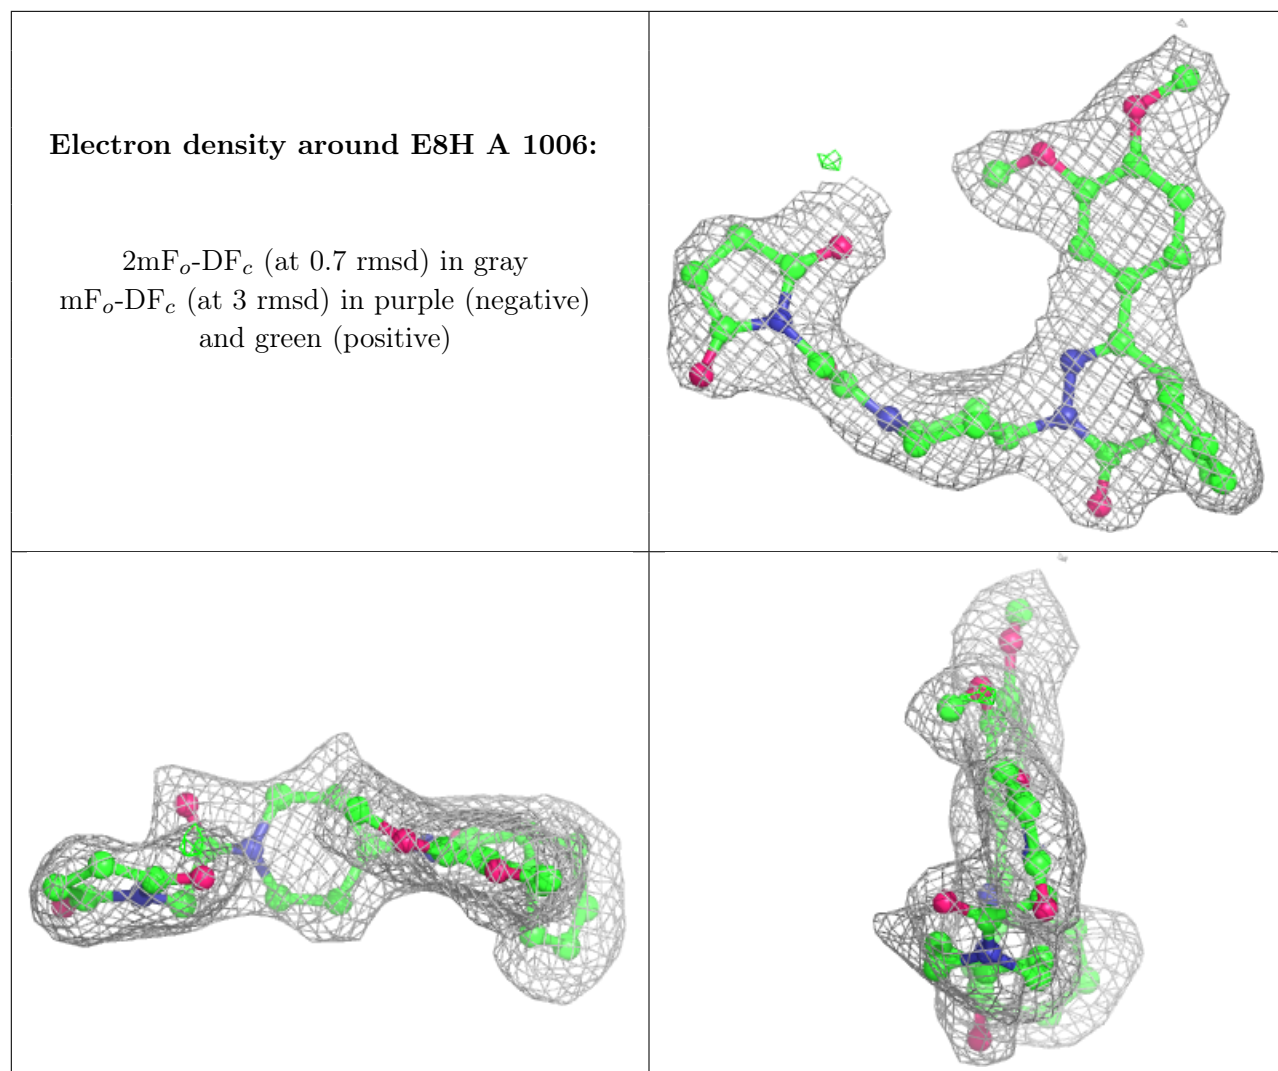 Electron density around E8H A 1006:
2mFo-DFc (at 0.7 rmsd) in gray
mFo-DFc (at 3 rmsd) in purple (negative)
and green (positive)